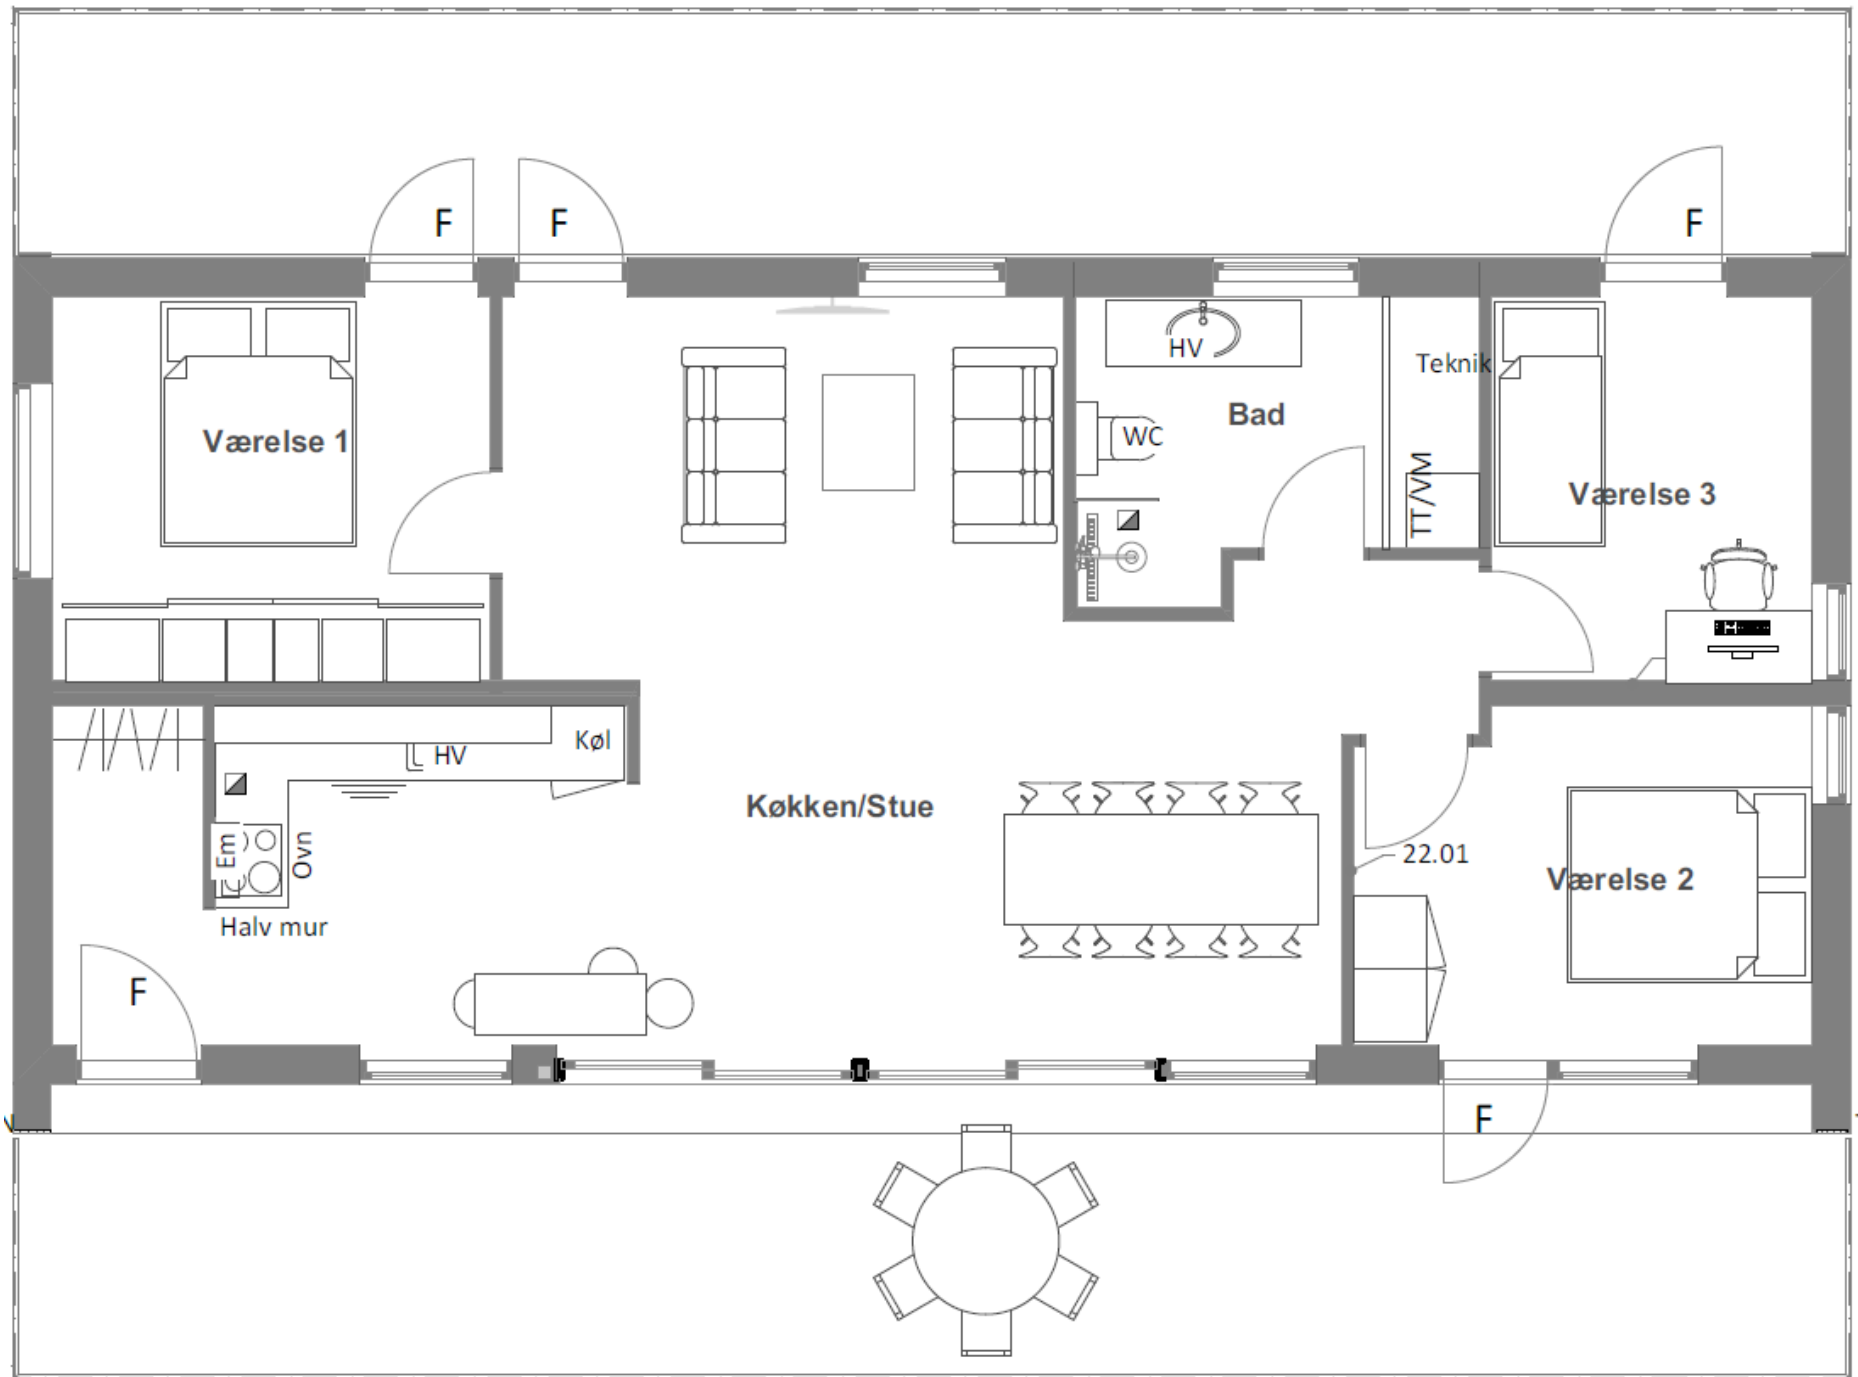 F
F
F
HV
Teknik
Bad
WC
Værelse 1
TT/VM
Værelse 3
Køl
HV
Køkken/Stue
Em
Ovn
22.01
Værelse 2
Halv mur
F
F